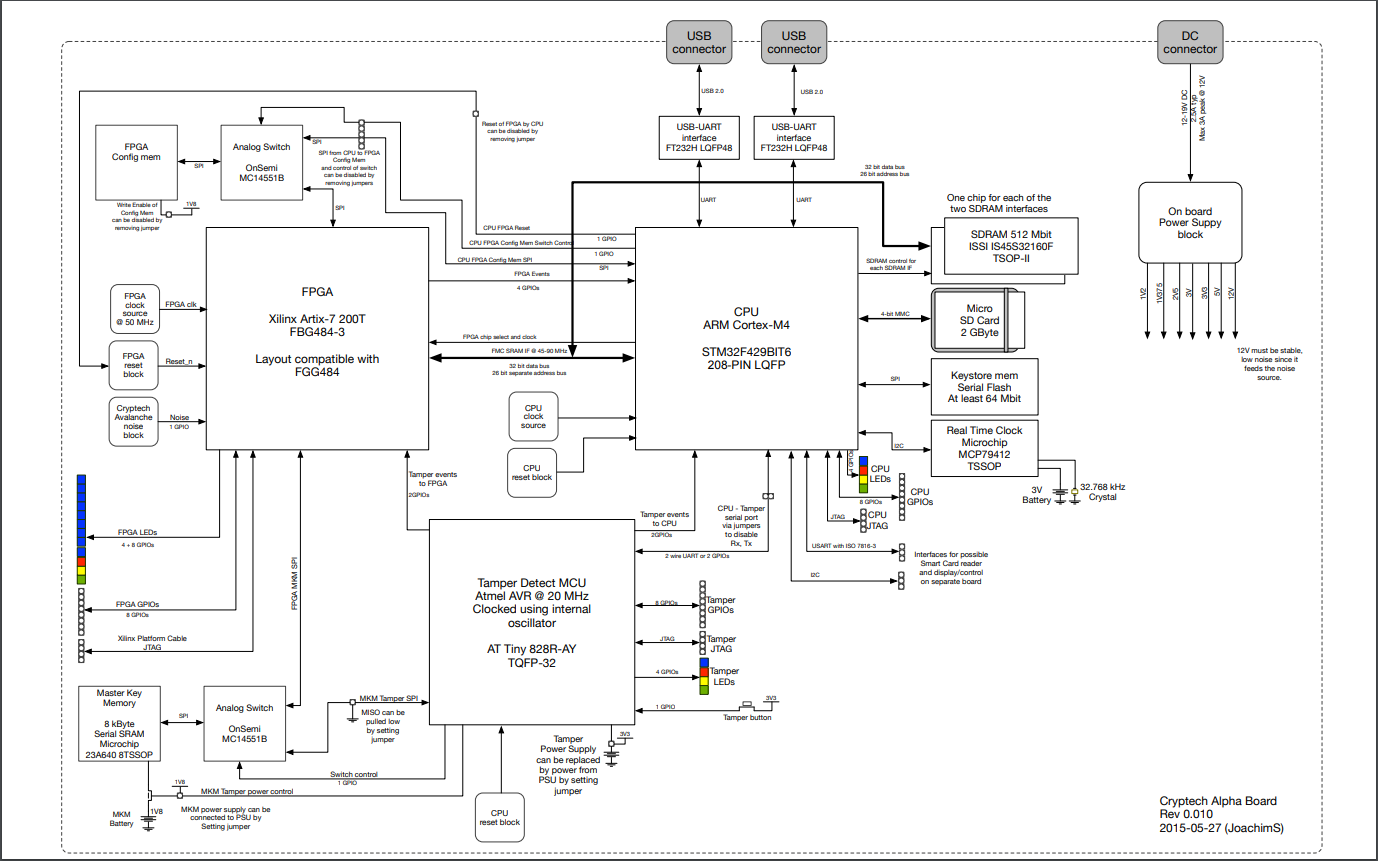 USB
connector
USB
connector
DC
connector
USB 2.0
USB 2.0
12-19V DC
2.5A typ
Max 3A peak @ 12V
Reset of FPGA by CPU
can be disabled by
removing jumper
USB-UART
interface
FT232H LQFP48
USB-UART
interface
FT232H LQFP48
FPGA
Config mem
SPI
Analog Switch
OnSemi
MC14551B
SPI
SPI from CPU to FPGA
Config Mem
and control of switch
can be disabled by
removing jumpers
32 bit data bus
26 bit address bus
Write Enable of
Config Mem
can be disabled by
removing jumper
1V8
SPI
UART
UART
One chip for each of the
two SDRAM interfaces
SDRAM 512 Mbit
ISSI IS45S32160F
TSOP-II
On board
Power Suppy
block
CPU FPGA Reset
1 GPIO
CPU FPGA Config Mem Switch Control
1 GPIO
CPU FPGA Config Mem SPI
SPI
FPGA Events
4 GPIOs
SDRAM control for
each SDRAM IF
1V2
1V375
2V5
3V
3V3
5V
12V
FPGA
clock
source
@ 50 MHz
FPGA clk
FPGA
Xilinx Artix-7 200T
FBG484-3
Layout compatible with
FGG484
CPU
ARM Cortex-M4
STM32F429BIT6
208-PIN LQFP
4-bit MMC
Micro
SD Card
2 GByte
FPGA chip select and clock
FMC SRAM IF @ 45-90 MHz
32 bit data bus
26 bit separate address bus
FPGA
reset
block
Reset_n
12V must be stable,
low noise since it
feeds the noise
source.
SPI
Keystore mem
Serial Flash
At least 64 Mbit
Cryptech
Avalanche
noise
block
Noise
1 GPIO
CPU
clock
source
CPU
reset block
I2C
Real Time Clock
Microchip
MCP79412
TSSOP
3V
Battery
32.768 kHz
Crystal
Tamper events
to FPGA
2GPIOs
4 GPIOs
CPU
LEDs
8 GPIOs
CPU
GPIOs
JTAG
CPU
JTAG
Tamper events
to CPU
2GPIOs
CPU - Tamper
serial port
via jumpers
to disable
Rx, Tx
2 wire UART or 2 GPIOs
USART with ISO 7816-3
I2C
Interfaces for possible
Smart Card reader
and display/control
on separate board
FPGA LEDs
4 + 8 GPIOs
FPGA GPIOs
8 GPIOs
Xilinx Platform Cable
JTAG
FPGA MKM SPI
Tamper Detect MCU
Atmel AVR @ 20 MHz
Clocked using internal
oscillator
AT Tiny 828R-AY
TQFP-32
8 GPIOs
Tamper
GPIOs
JTAG
Tamper
JTAG
4 GPIOs
Tamper
LEDs
1 GPIO
3V3
Tamper button
Master Key
Memory
8 kByte
Serial SRAM
Microchip
23A640 8TSSOP
SPI
Analog Switch
OnSemi
MC14551B
MKM Tamper SPI
MISO can be
pulled low
by setting
jumper
Switch control
1 GPIO
MKM Tamper power control
1V8
1V8
MKM
Battery
MKM power supply can be
connected to PSU by
Setting jumper
Tamper
Power Supply
can be replaced
by power from
PSU by setting
jumper
3V3
CPU
reset block
Cryptech Alpha Board
Rev 0.010
2015-05-27 (JoachimS)